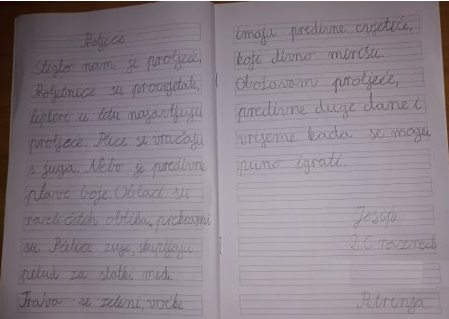 Proljeće
Stiglo nam je proljeće.
Proljetnice su procvjetale,
leptiri u letu najavljuju
proljeće. Ptice se vraćaju
s juga. Nebo je predivne
plave boje. Oblaci su
različitih oblika, prekrasni
su. Pčelice zuje, skupljaju
pelud za slatki med.
Trava se zeleni, voćke
imaju predivne cvjetiće,
koji divno mirišu.
Obožavam proljeće,
predivne duge dane i
vrijeme kada se mogu
puno igrati.
Josip
2.C razred
Petrinja